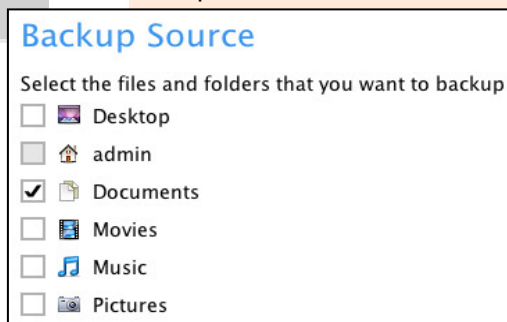 Backup Source
Select the files and folders that you want to backup
Desktop
admin
Documents
Movies
Music
Pictures